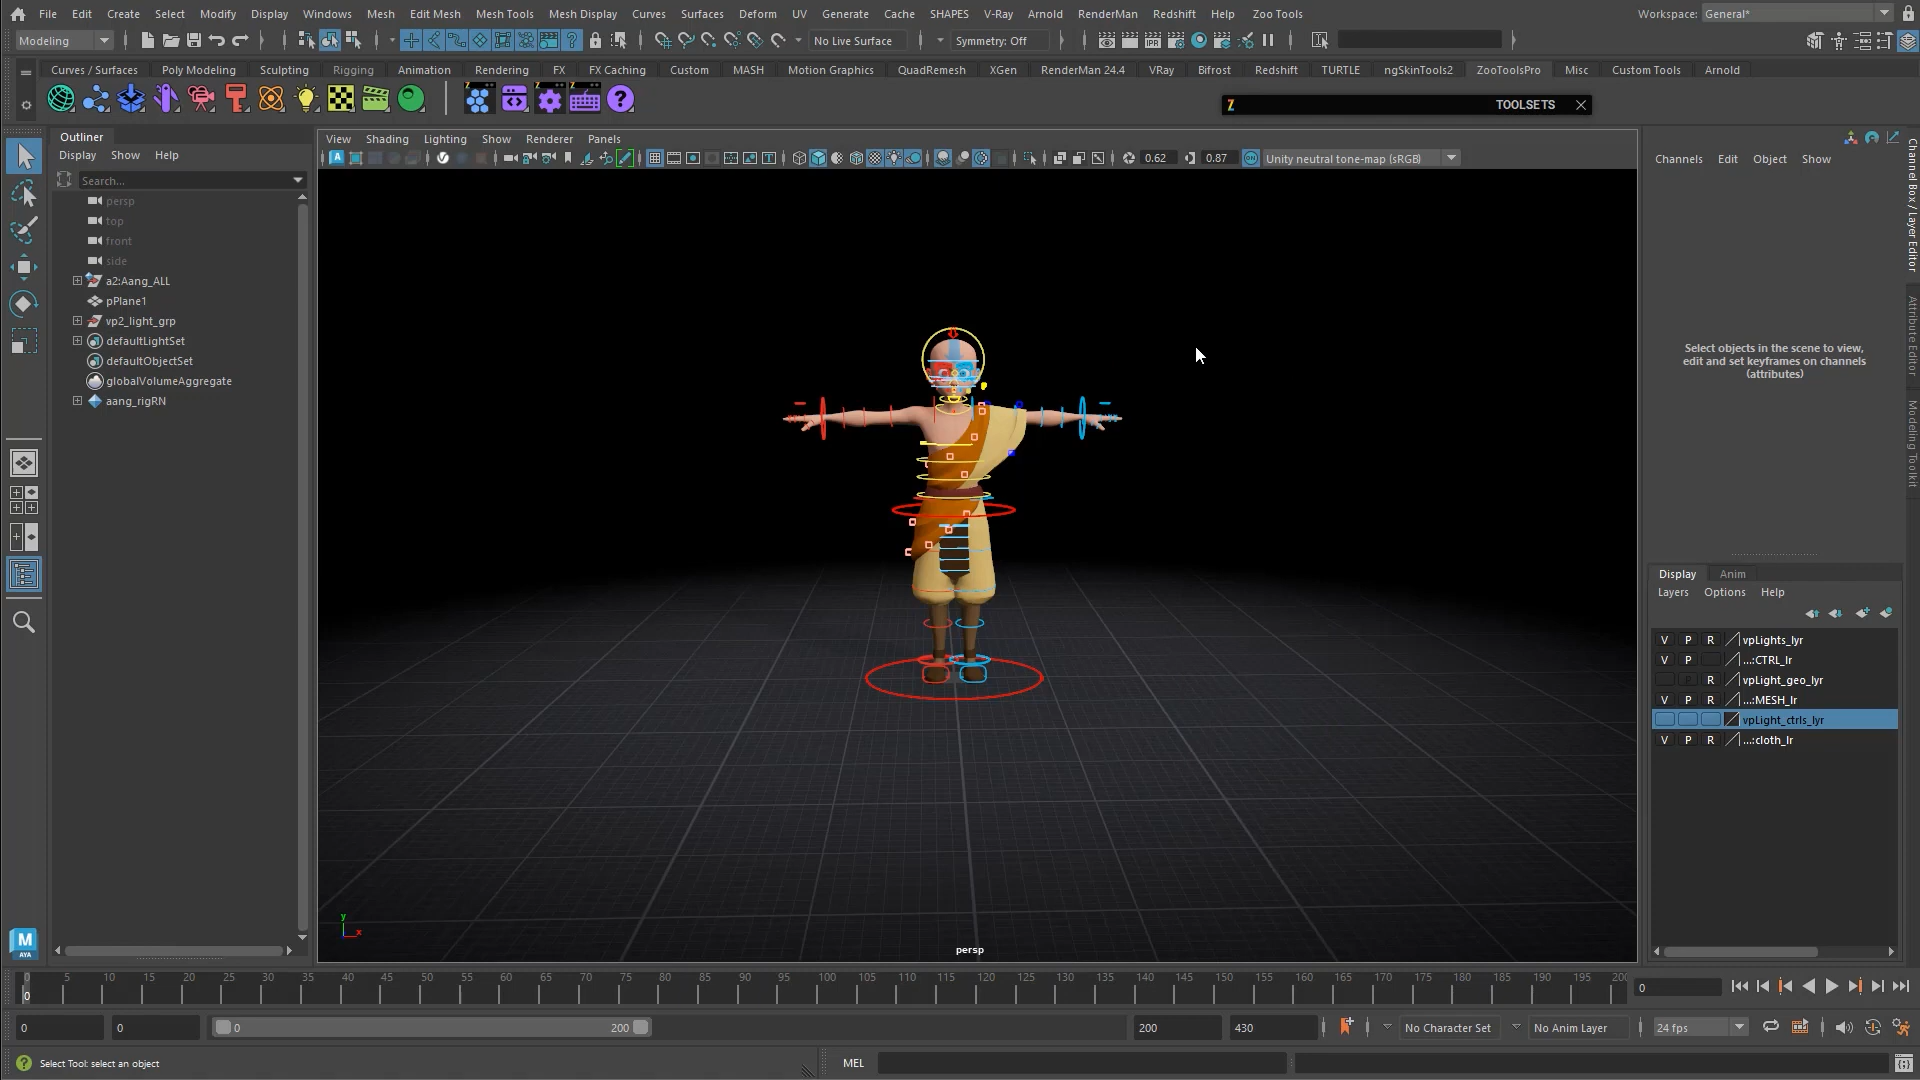 File Edit Create Select Modify Display Windows Mesh Edit Mesh Mesh Tools Mesh Display Curves Surfaces Deform UV Generate Cache SHAPES V-Ray Arnold RenderMan Redshift Help Zoo Tools Workspace: General*
Modeling No Live Surface Symmetry: Off
Curves / Surfaces Poly Modeling Sculpting Rigging Animation Rendering FX FX Caching Custom MASH Motion Graphics QuadRemesh XGen RenderMan 24.4 VRay Bifrost Redshift TURTLE ngSkinTools2 ZooToolsPro Misc Custom Tools Arnold
TOOLSETS
Outliner
Display Show Help
Search...
persp
top
front
side
a2:Aang_ALL
pPlane1
vp2_light_grp
defaultLightSet
defaultObjectSet
globalVolumeAggregate
aang_rigRN
View Shading Lighting Show Renderer Panels
0.62 0.87 Unity neutral tone-map (sRGB)
y
x
persp
Channels Edit Object Show
Select objects in the scene to view,
edit and set keyframes on channels
(attributes)
Channel Box / Layer Editor
Attribute Editor
Modeling Toolkit
Display Anim
Layers Options Help
V P R vpLights_lyr
V P ...:CTRL_lr
R vpLight_geo_lyr
V P R ...:MESH_lr
vpLight_ctrls_lyr
V P R ...:cloth_lr
M
AYA
0 5 10 15 20 25 30 35 40 45 50 55 60 65 70 75 80 85 90 95 100 105 110 115 120 125 130 135 140 145 150 155 160 165 170 175 180 185 190 195 200
0 0
0 0 0 200 200 430 No Character Set No Anim Layer 24 fps
Select Tool: select an object MEL